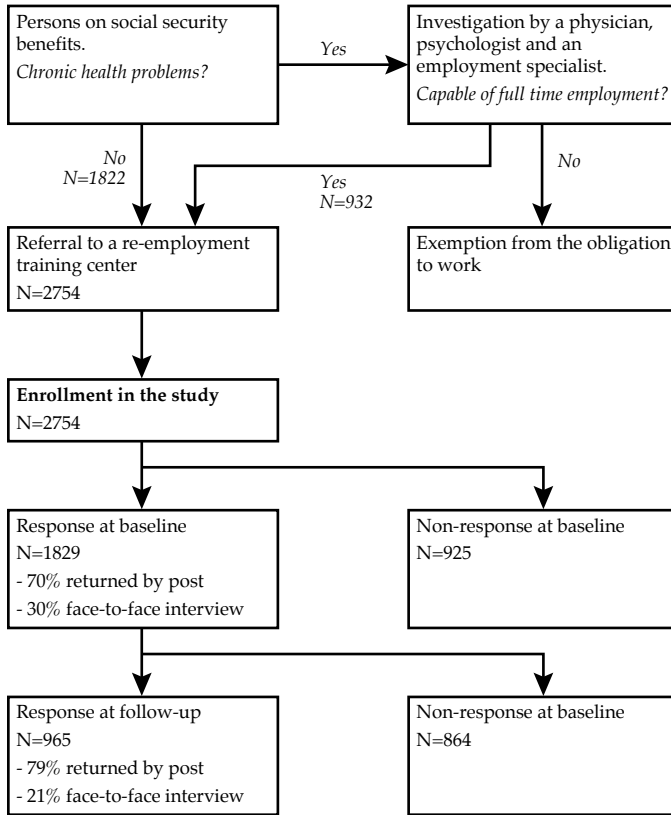 Persons on social security
benefits.
Chronic health problems?
Yes
Investigation by a physician,
psychologist and an
employment specialist.
Capable of full time employment?
No
N=1822
Yes
N=932
No
Referral to a re-employment
training center
N=2754
Exemption from the obligation
to work
Enrollment in the study
N=2754
Response at baseline
N=1829
- 70% returned by post
- 30% face-to-face interview
Non-response at baseline
N=925
Response at follow-up
N=965
- 79% returned by post
- 21% face-to-face interview
Non-response at baseline
N=864